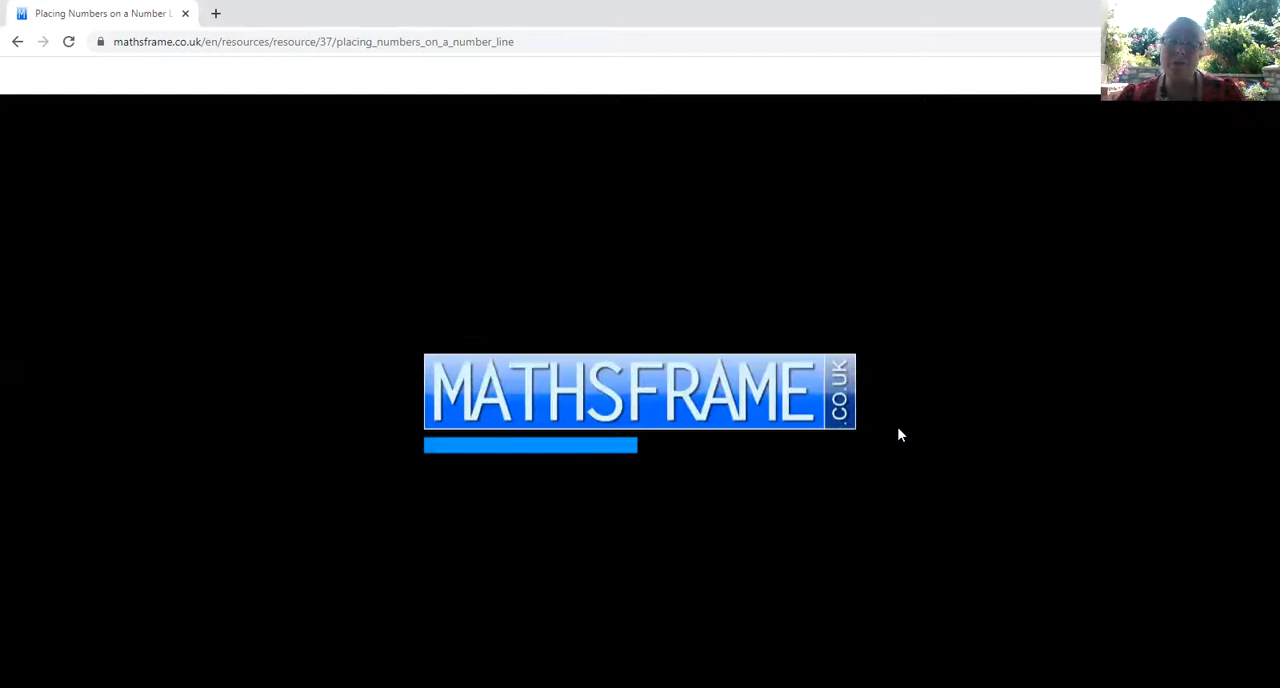 Placing Numbers on a Number L
mathsframe.co.uk/en/resources/resource/37/placing_numbers_on_a_number_line
MATHSFRAME .CO.UK